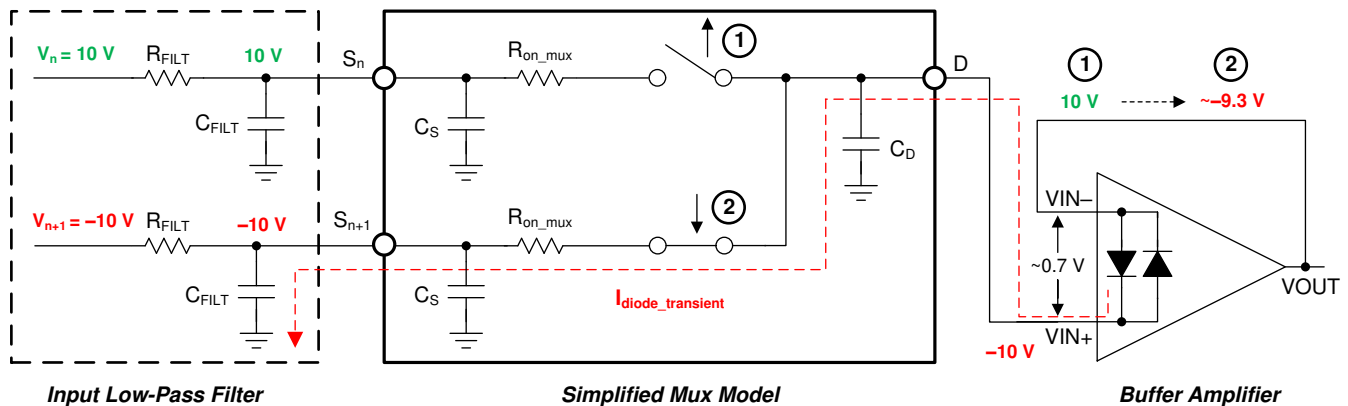 Vn = 10 V
RFILT
10 V
Sn
Ron_mux
1
D
1
2
10 V
~–9.3 V
CFILT
CS
CD
Vn+1 = –10 V
RFILT
–10 V
Sn+1
Ron_mux
2
VIN–
~0.7 V
CFILT
CS
Idiode_transient
VOUT
VIN+
–10 V
Input Low-Pass Filter
Simplified Mux Model
Buffer Amplifier